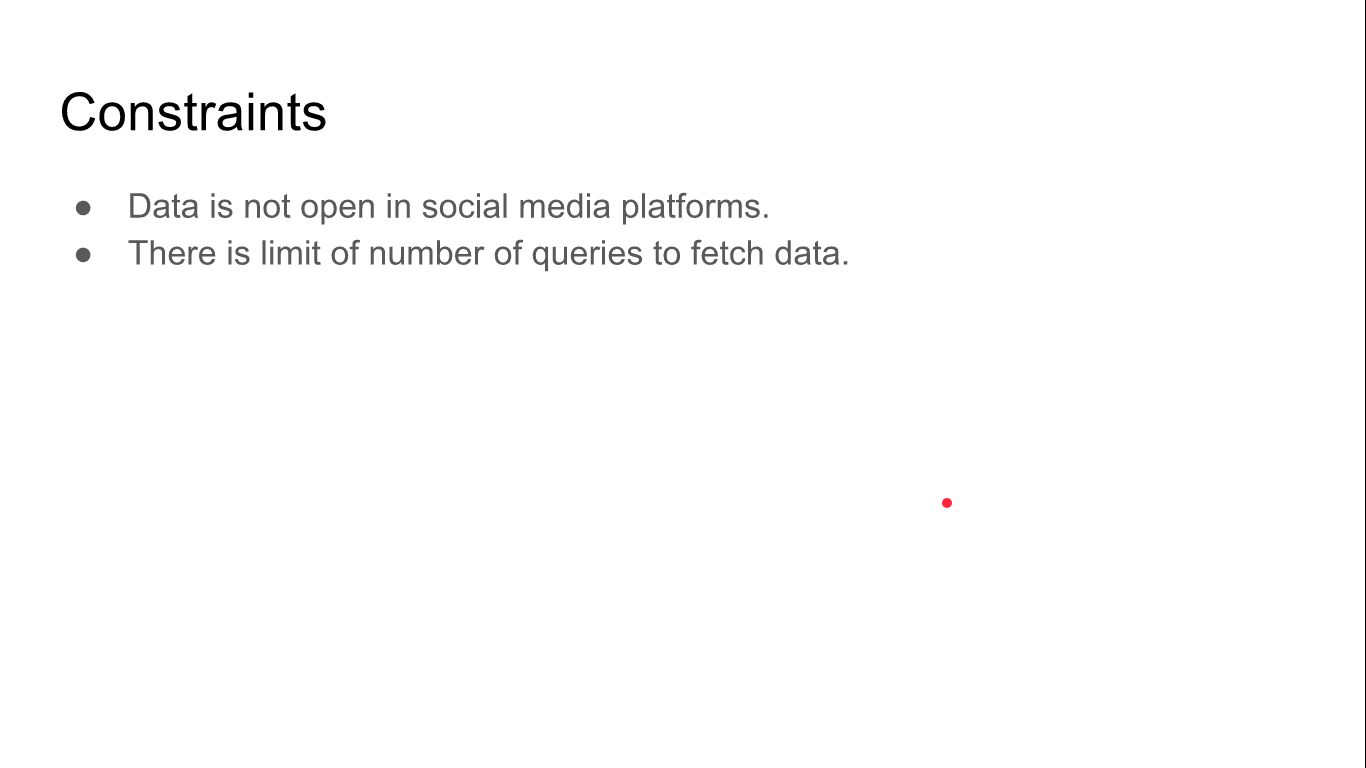 Constraints
● Data is not open in social media platforms.
● There is limit of number of queries to fetch data.